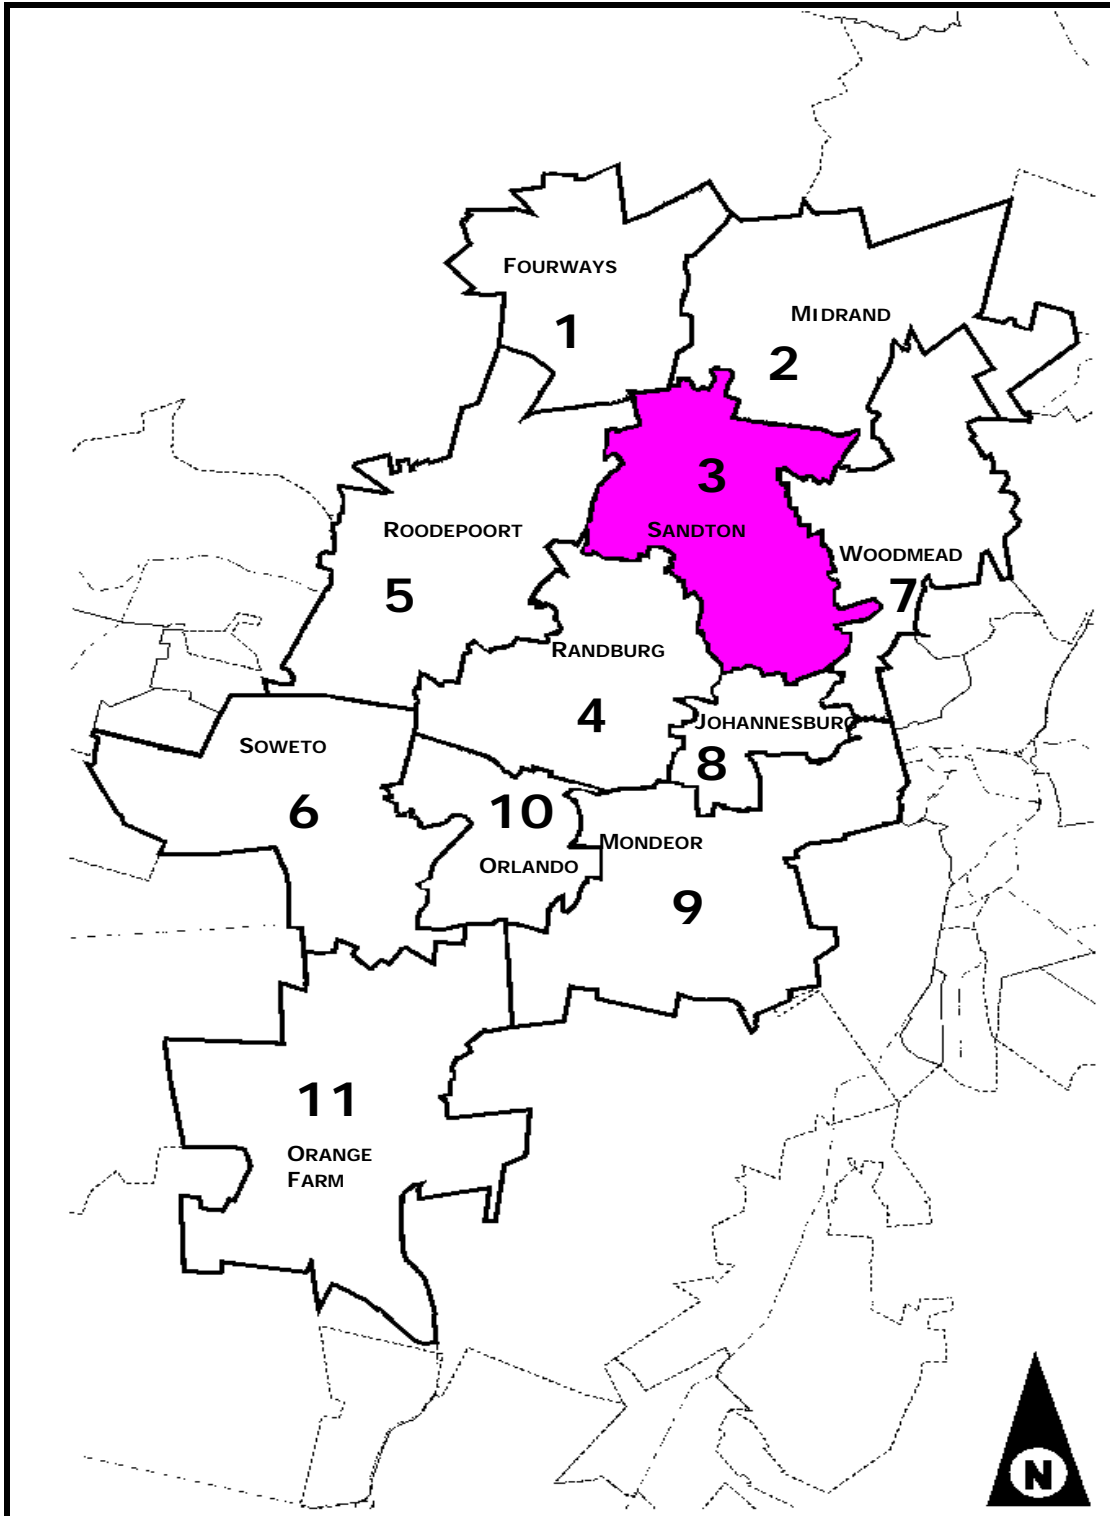 FOURWAYS
1
MIDRAND
2
3
SANDTON
ROODEPOORT
5
WOODMEAD
7
RANDBURG
4
JOHANNESBURG
8
SOWETO
6
10
ORLANDO
MONDEOR
9
11
ORANGE
FARM
N